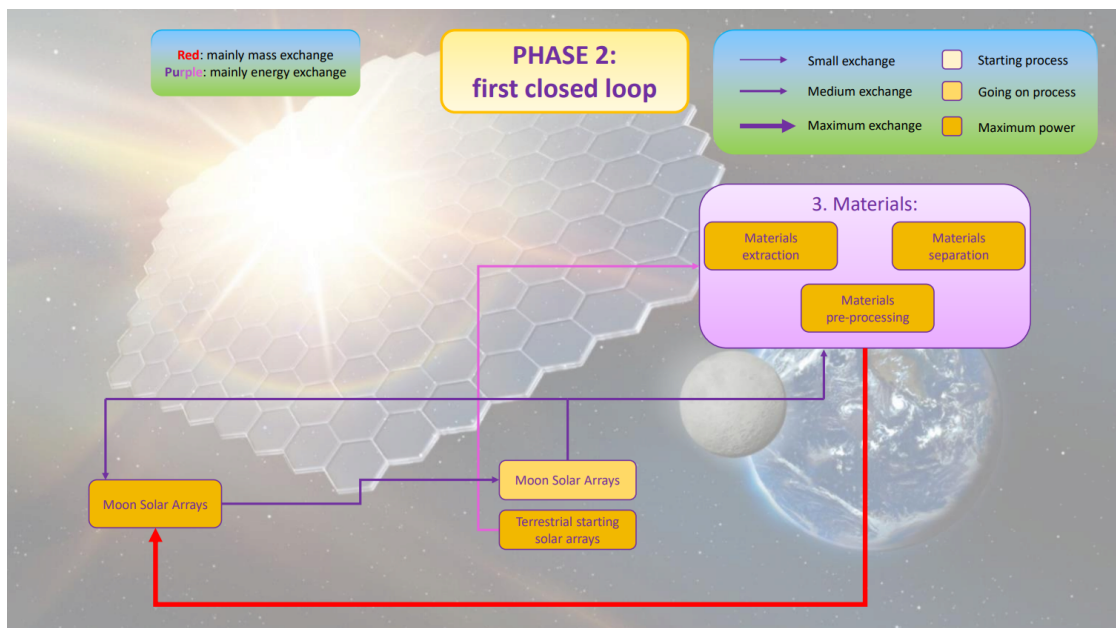 Red: mainly mass exchange
Purple: mainly energy exchange
PHASE 2:
first closed loop
Small exchange
Starting process
Medium exchange
Going on process
Maximum exchange
Maximum power
3. Materials:
Materials
extraction
Materials
separation
Materials
pre-processing
Moon Solar Arrays
Moon Solar Arrays
Terrestrial starting
solar arrays